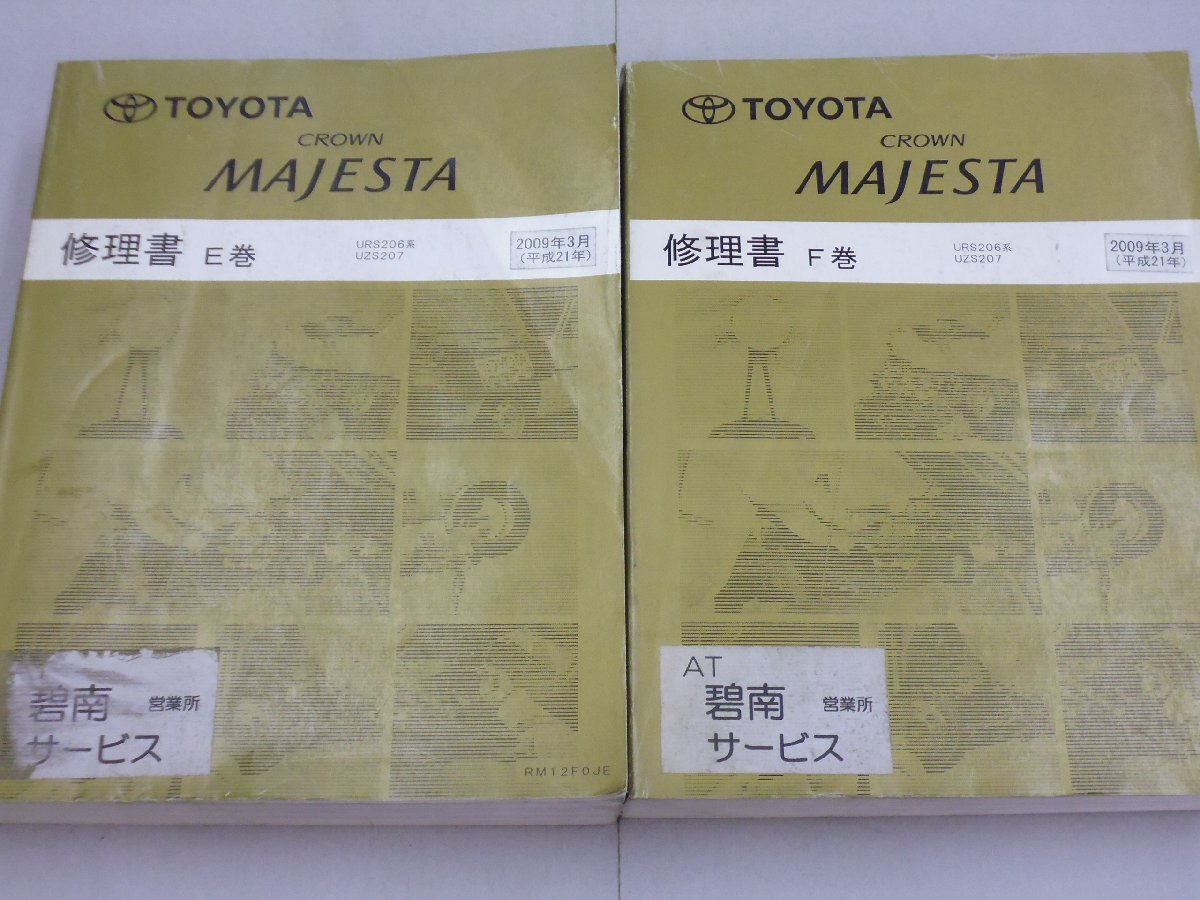 TOYOTA
CROWN
MAJESTA
修理書 E巻
URS206系
UZS207
2009年3月
(平成21年)
碧南 営業所
サービス
RM12F0JE
TOYOTA
CROWN
MAJESTA
修理書 F巻
URS206系
UZS207
2009年3月
(平成21年)
AT
碧南 営業所
サービス